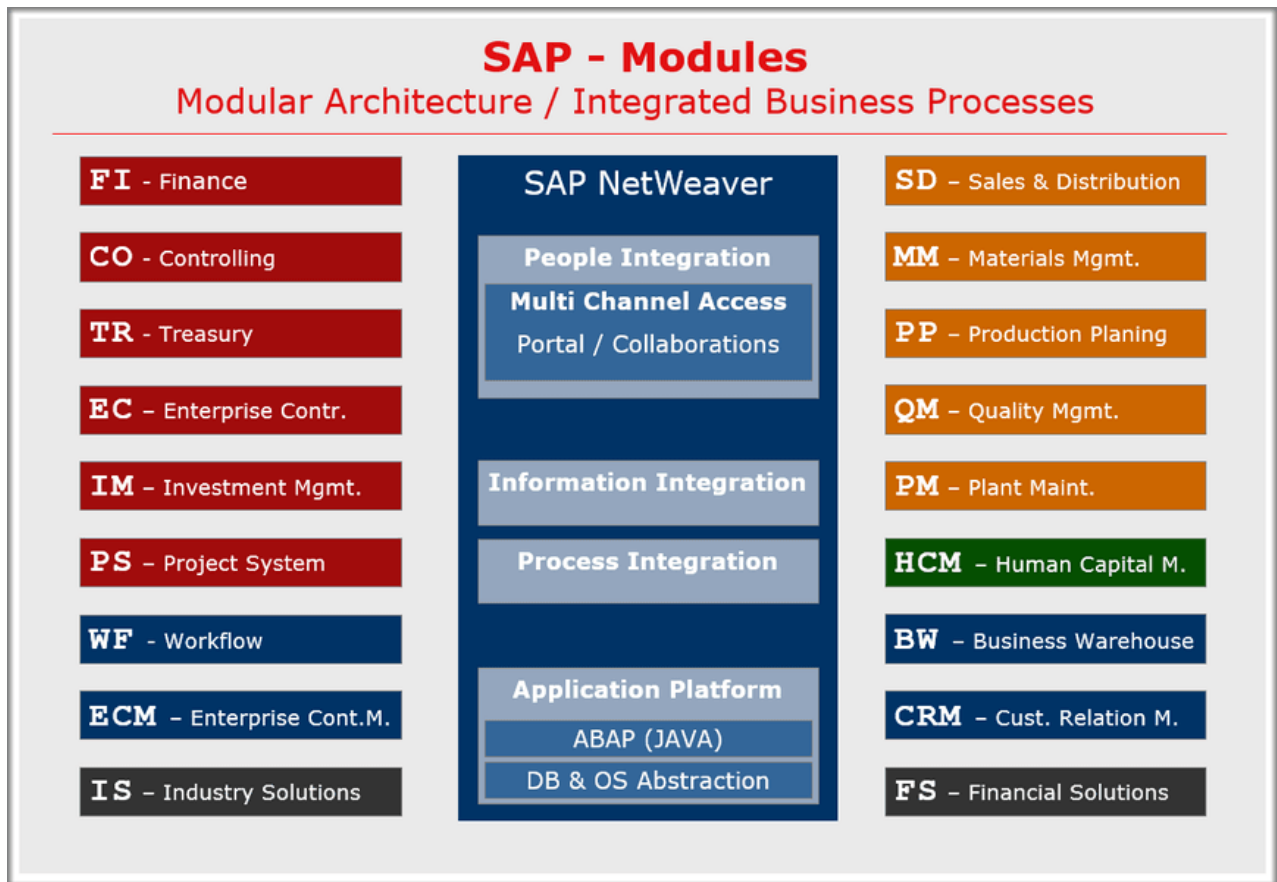 SAP - Modules
Modular Architecture / Integrated Business Processes
FI - Finance
CO - Controlling
TR - Treasury
EC – Enterprise Contr.
IM – Investment Mgmt.
PS – Project System
WF - Workflow
ECM – Enterprise Cont.M.
IS – Industry Solutions
SAP NetWeaver
People Integration
Multi Channel Access
Portal / Collaborations
Information Integration
Process Integration
Application Platform
ABAP (JAVA)
DB & OS Abstraction
SD – Sales & Distribution
MM – Materials Mgmt.
PP – Production Planing
QM – Quality Mgmt.
PM – Plant Maint.
HCM – Human Capital M.
BW – Business Warehouse
CRM – Cust. Relation M.
FS – Financial Solutions